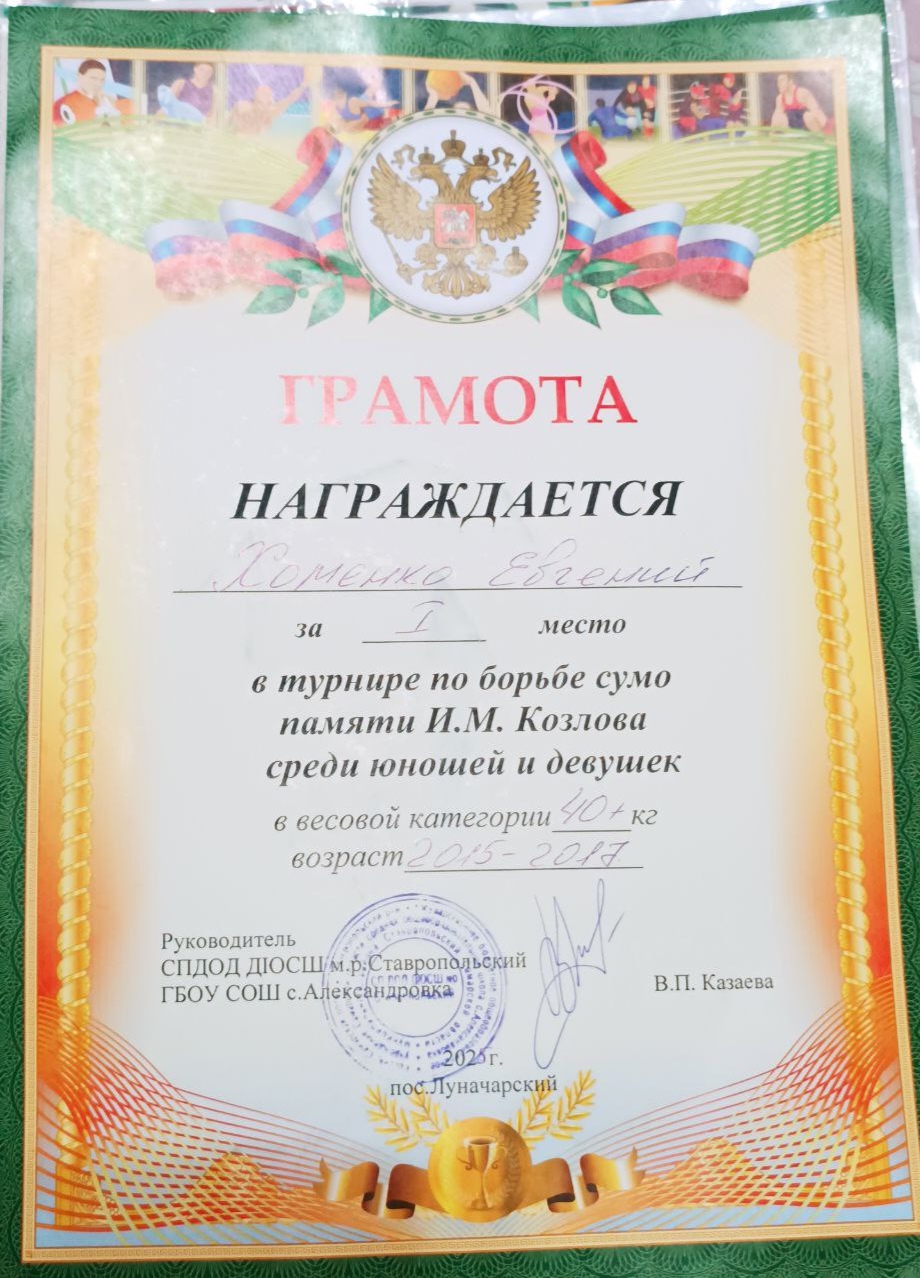 ГРАМОТА
НАГРАЖДАЕТСЯ
Хоменко Евгений
за I место
в турнире по борьбе сумо
памяти И.М. Козлова
среди юношей и девушек
в весовой категории 40+ кг
возраст 2015-2017
Руководитель
СПДОД ДЮСШ м.р.Ставропольский
ГБОУ СОШ с.Александровка
В.П. Казаева
2025г.
пос.Луначарский